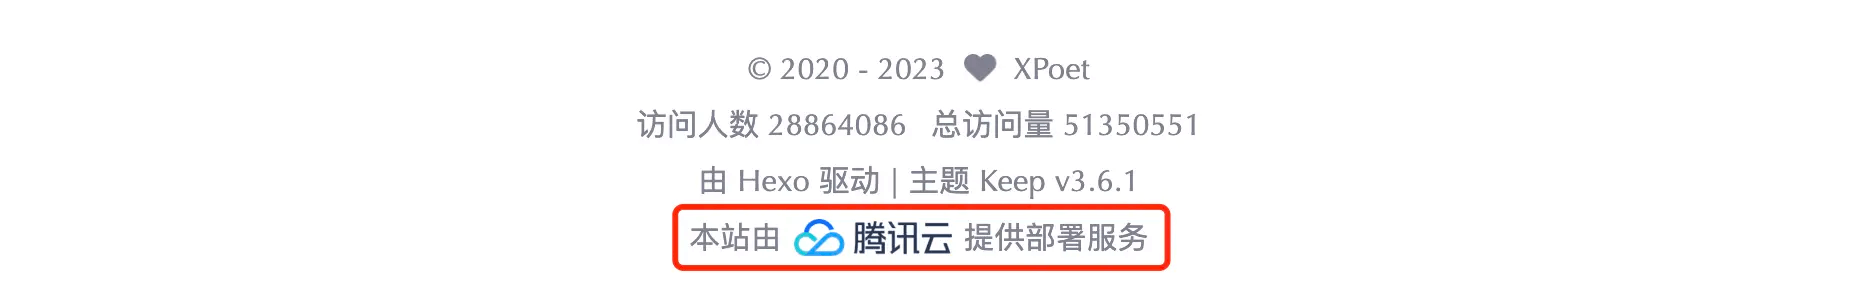 © 2020 - 2023 XPoet
访问人数 28864086 总访问量 51350551
由 Hexo 驱动 | 主题 Keep v3.6.1
本站由 腾讯云 提供部署服务